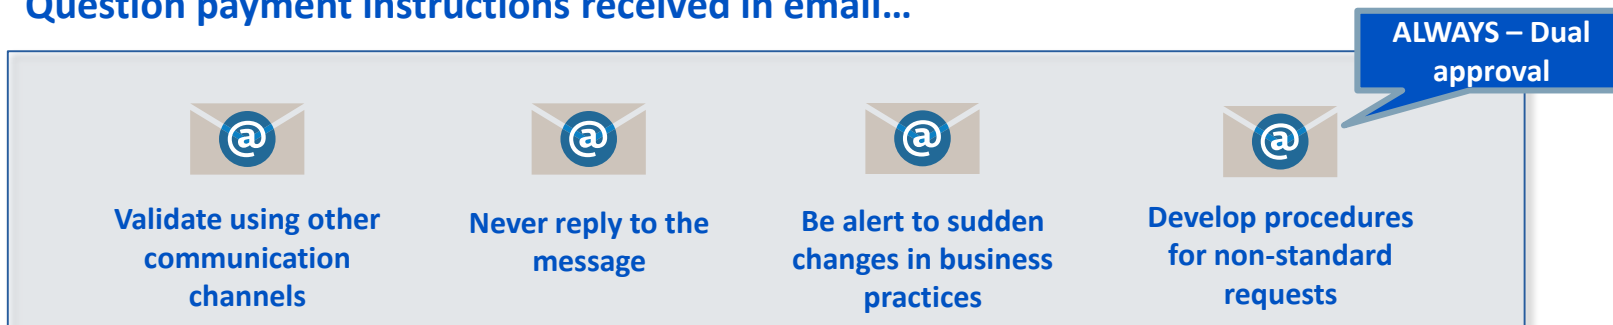 Question payment instructions received in email...
ALWAYS – Dual
approval
@
@
@
@
Validate using other
communication
channels
Never reply to the
message
Be alert to sudden
changes in business
practices
Develop procedures
for non-standard
requests